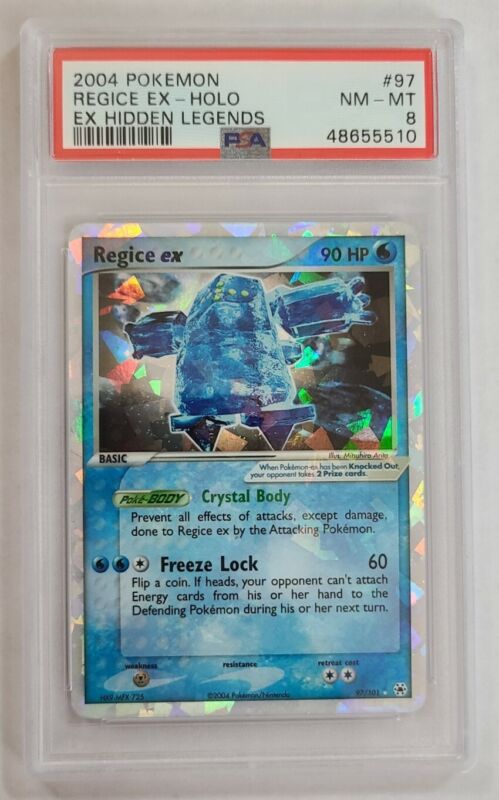 2004 POKEMON #97
REGICE EX – HOLO NM – MT
EX HIDDEN LEGENDS 8
PSA 48655510
Regice ex 90 HP
BASIC
Illus. Mitsuhiro Arita
When Pokémon-ex has been Knocked Out,
your opponent takes 2 Prize cards.
Poké-BODY Crystal Body
Prevent all effects of attacks, except damage,
done to Regice ex by the Attacking Pokémon.
Freeze Lock 60
Flip a coin. If heads, your opponent can't attach
Energy cards from his or her hand to the
Defending Pokémon during his or her next turn.
weakness resistance retreat cost
©2004 Pokémon/Nintendo 97/101